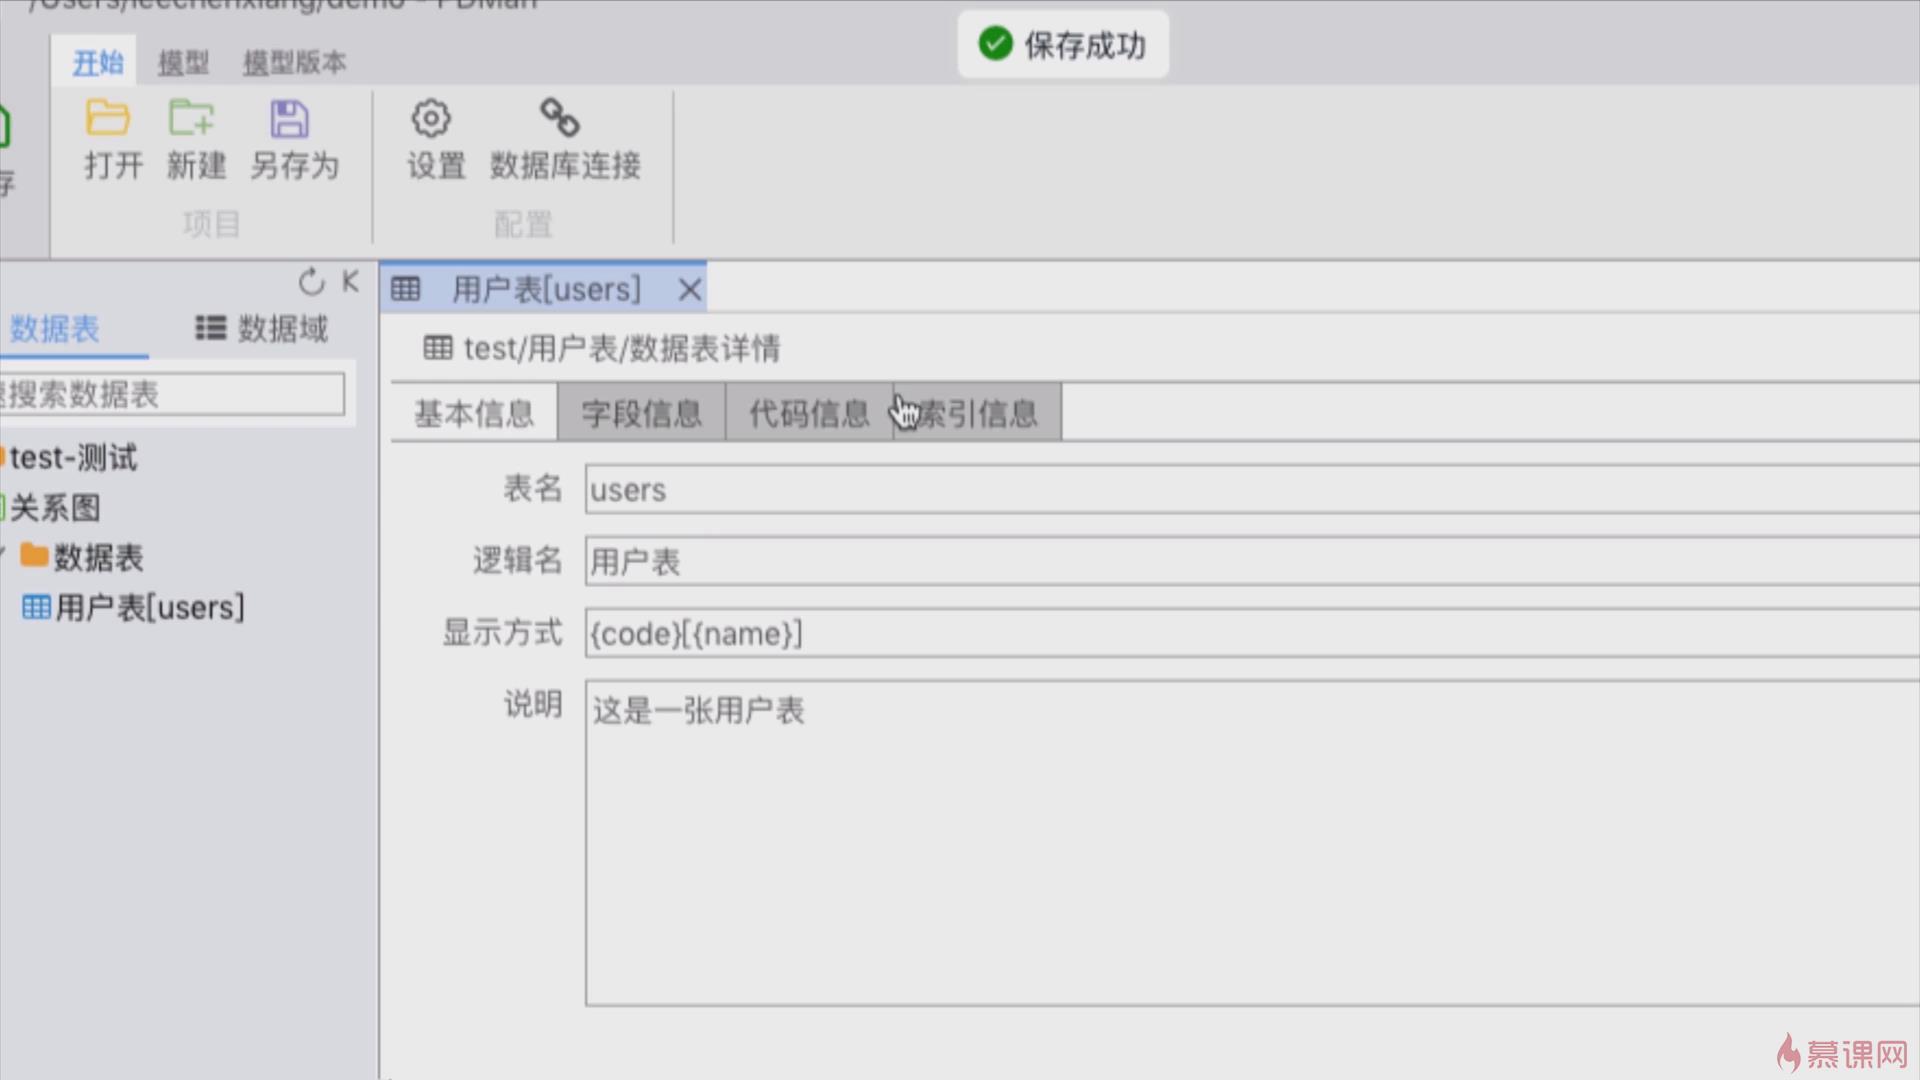 /Users/leechenxiang/demo - PDMan
保存成功
开始 模型 模型版本
存
打开 新建 另存为 设置 数据库连接
项目 配置
用户表[users]
数据表 数据域
test/用户表/数据表详情
搜索数据表
基本信息 字段信息 代码信息 索引信息
test-测试
关系图
数据表
用户表[users]
表名 users
逻辑名 用户表
显示方式 {code}[{name}]
说明 这是一张用户表
慕课网